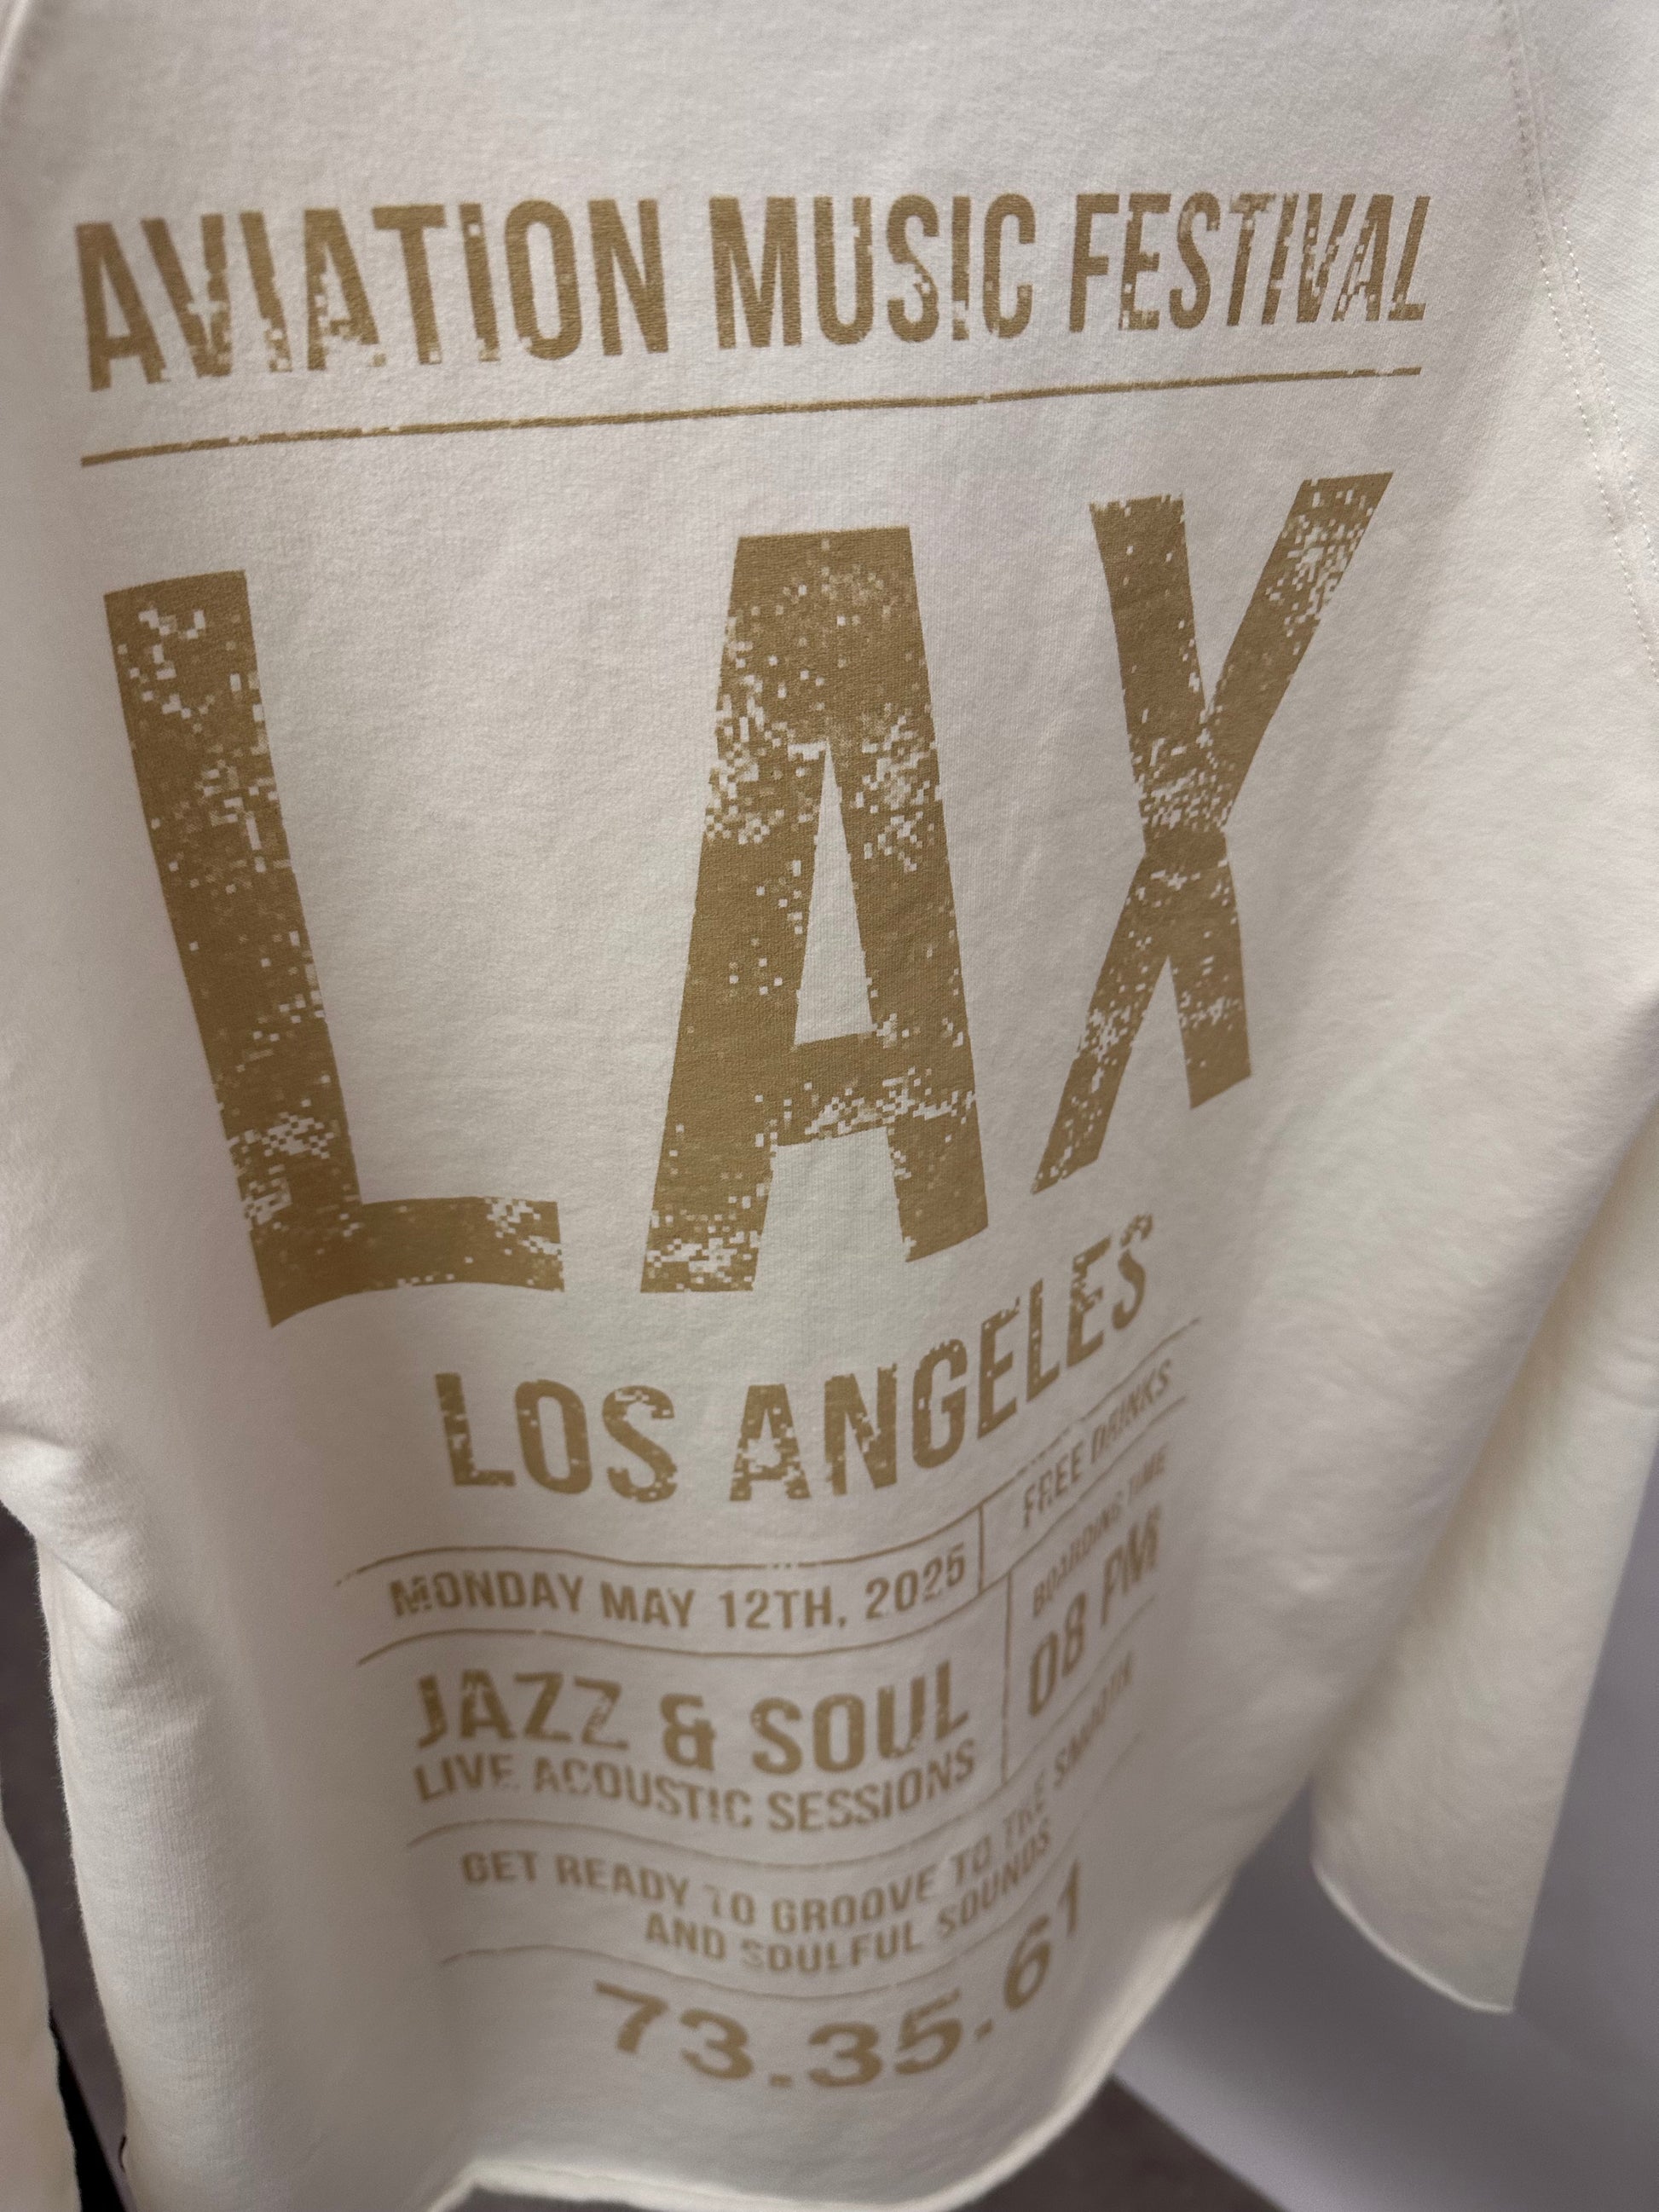 AVIATION MUSIC FESTIVAL
LAX
LOS ANGELES
MONDAY MAY 12TH, 2025
FREE DRINKS
JAZZ & SOUL
LIVE ACOUSTIC SESSIONS
BOARDING TIME
08 PM
GET READY TO GROOVE TO THE SMOOTH
AND SOULFUL SOUNDS
73.35.61